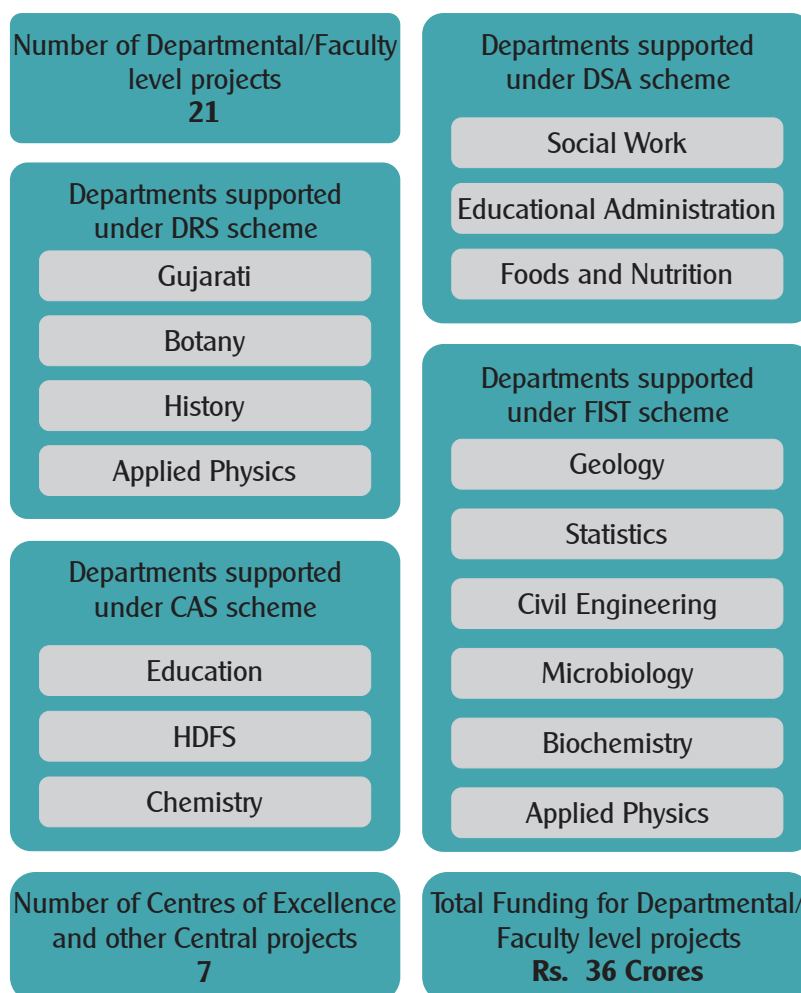 Number of Departmental/Faculty
level projects
21
Departments supported
under DRS scheme
Gujarati
Botany
History
Applied Physics
Departments supported
under CAS scheme
Education
HDFS
Chemistry
Number of Centres of Excellence
and other Central projects
7
Departments supported
under DSA scheme
Social Work
Educational Administration
Foods and Nutrition
Departments supported
under FIST scheme
Geology
Statistics
Civil Engineering
Microbiology
Biochemistry
Applied Physics
Total Funding for Departmental/
Faculty level projects
Rs. 36 Crores